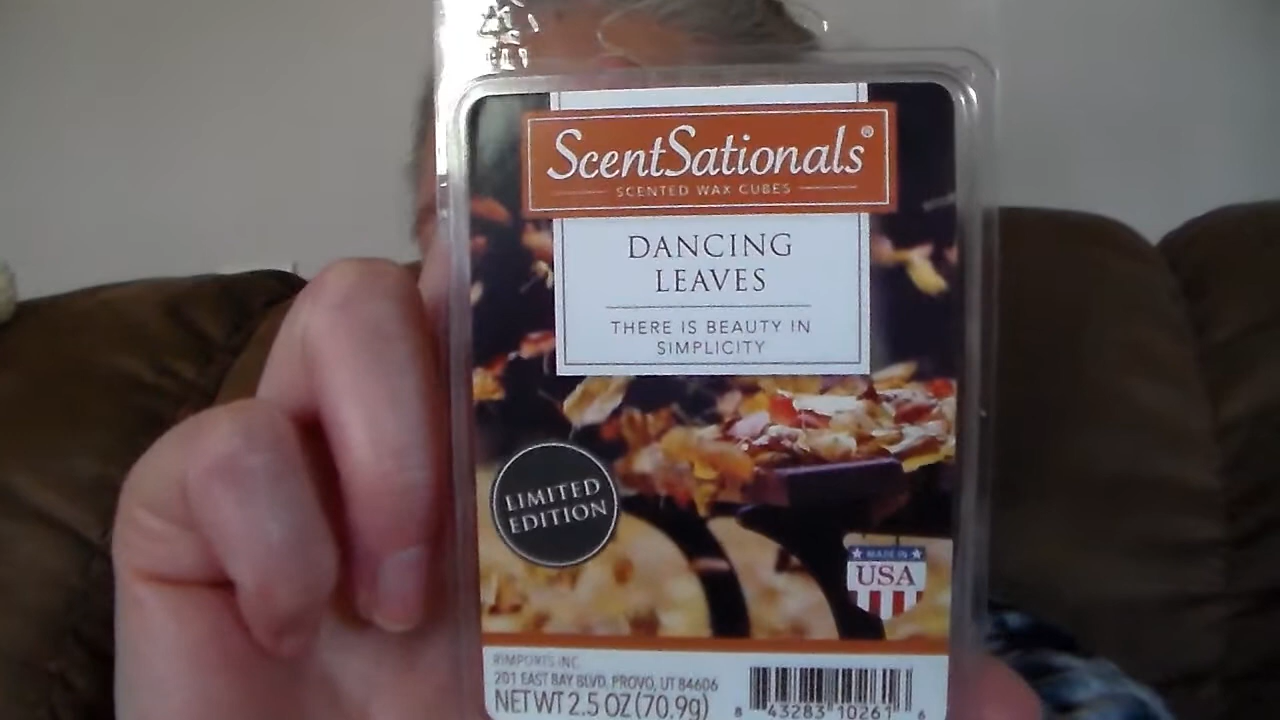 ScentSationals®
SCENTED WAX CUBES
DANCING
LEAVES
THERE IS BEAUTY IN
SIMPLICITY
LIMITED
EDITION
MADE IN
USA
RIMPORTS INC.
201 EAST BAY BLVD, PROVO, UT 84606
NET WT 2.5 OZ (70.9g)
8 43283 10261 6